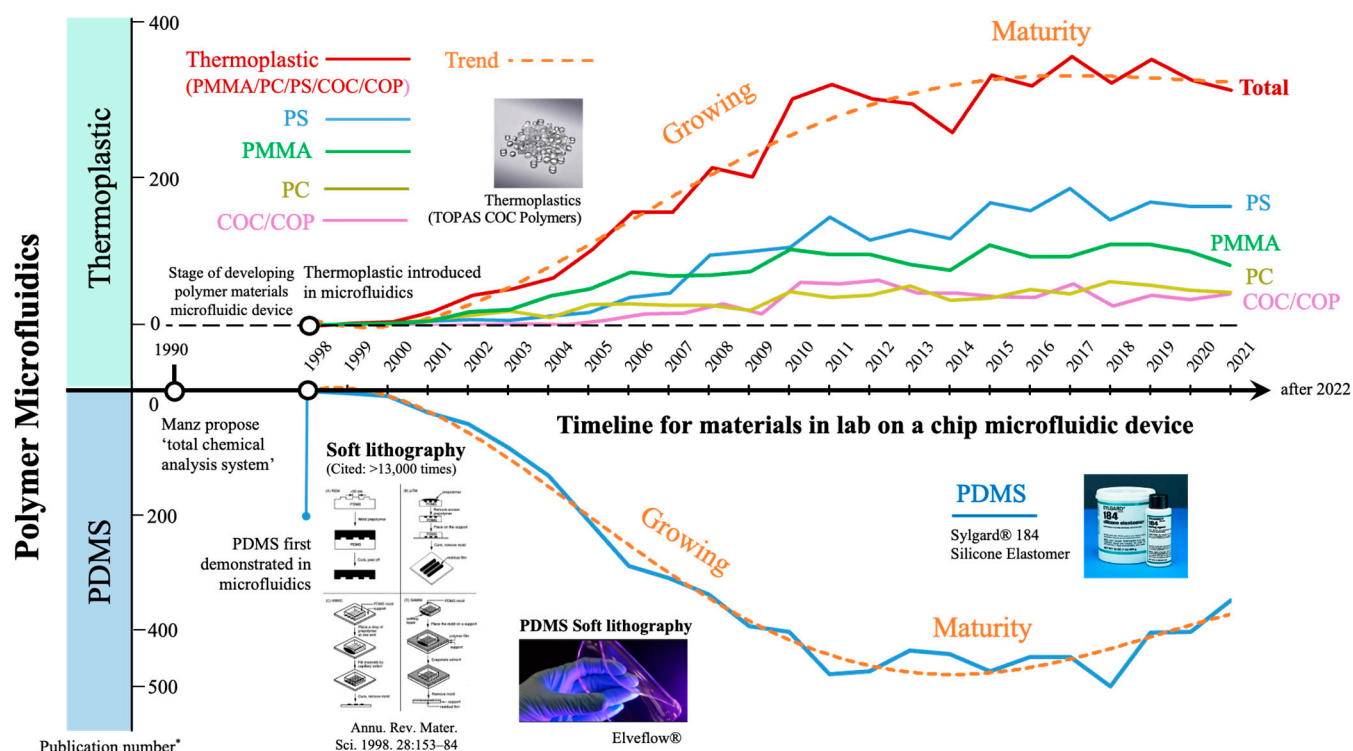 Polymer Microfluidics
Thermoplastic
PDMS
400
200
0
Thermoplastic
(PMMA/PC/PS/COC/COP)
PS
PMMA
PC
COC/COP
Trend
Thermoplastics
(TOPAS COC Polymers)
Growing
Maturity
Total
PS
PMMA
PC
COC/COP
Stage of developing
polymer materials
microfluidic device
Thermoplastic introduced
in microfluidics
1990
1998
1999
2000
2001
2002
2003
2004
2005
2006
2007
2008
2009
2010
2011
2012
2013
2014
2015
2016
2017
2018
2019
2020
2021
after 2022
0
200
400
500
Manz propose
‘total chemical
analysis system’
Timeline for materials in lab on a chip microfluidic device
Soft lithography
(Cited: >13,000 times)
PDMS first
demonstrated in
microfluidics
Growing
Maturity
PDMS
Sylgard® 184
Silicone Elastomer
SYLGARD
184
silicone elastomer
PDMS Soft lithography
Elveflow®
Annu. Rev. Mater.
Sci. 1998. 28:153–84
Publication number*